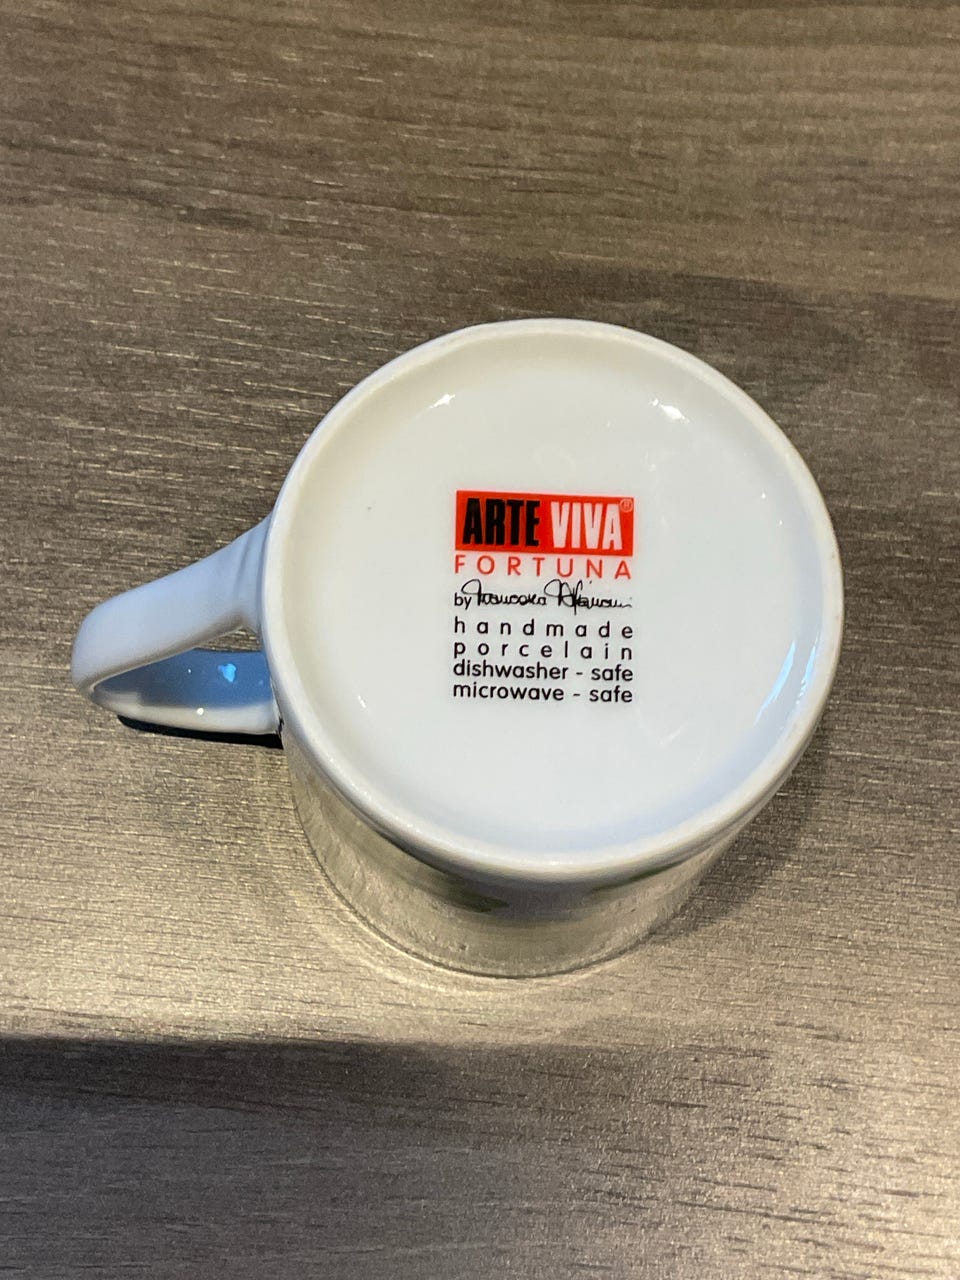 ARTE VIVA®
FORTUNA
by
handmade
porcelain
dishwasher - safe
microwave - safe